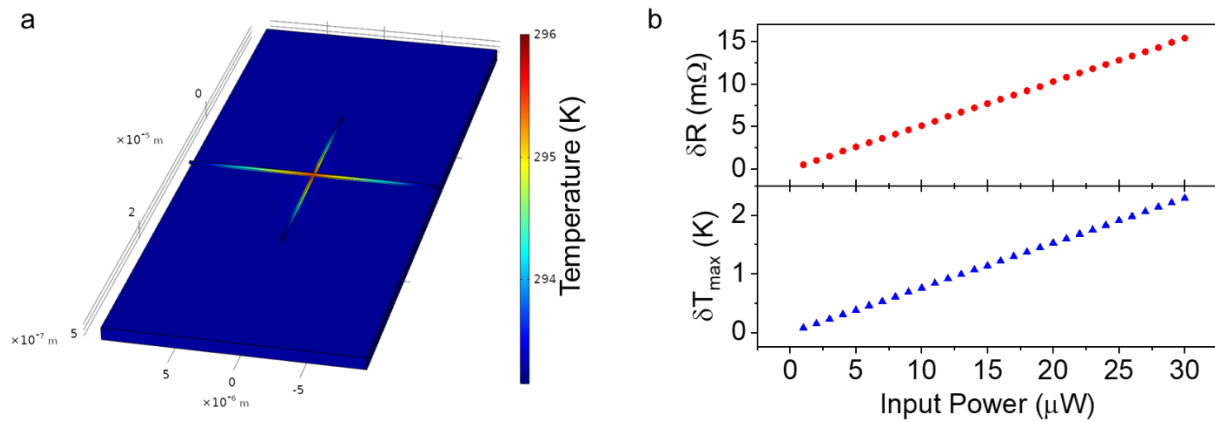 a
0
×10⁻⁵ m
2
×10⁻⁷ m
5
5
0
-5
×10⁻⁶ m
296
295
294
Temperature (K)
b
15
10
5
0
δR (mΩ)
2
1
0
δTmax (K)
0 5 10 15 20 25 30
Input Power (μW)